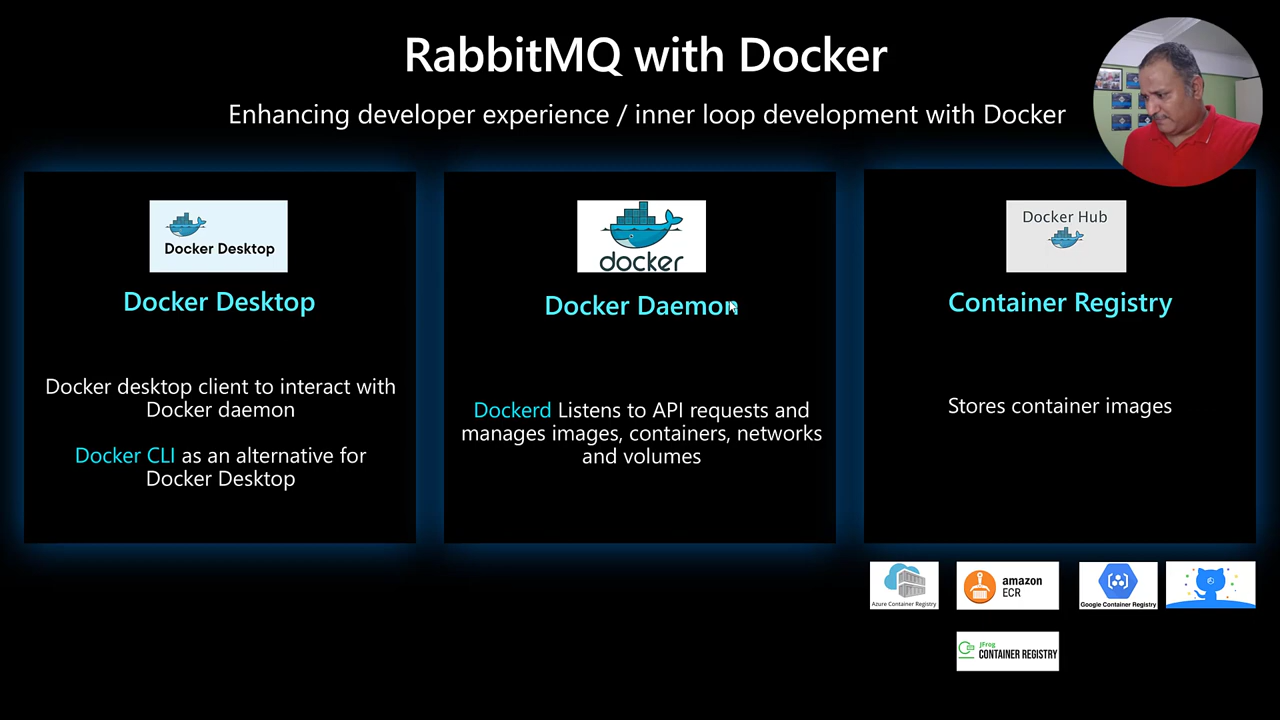 RabbitMQ with Docker
Enhancing developer experience / inner loop development with Docker
Docker Desktop
Docker Desktop
Docker desktop client to interact with
Docker daemon
Docker CLI as an alternative for
Docker Desktop
docker
Docker Daemon
Dockerd Listens to API requests and
manages images, containers, networks
and volumes
Docker Hub
Container Registry
Stores container images
Azure Container Registry
amazon
ECR
Google Container Registry
JFrog
CONTAINER REGISTRY